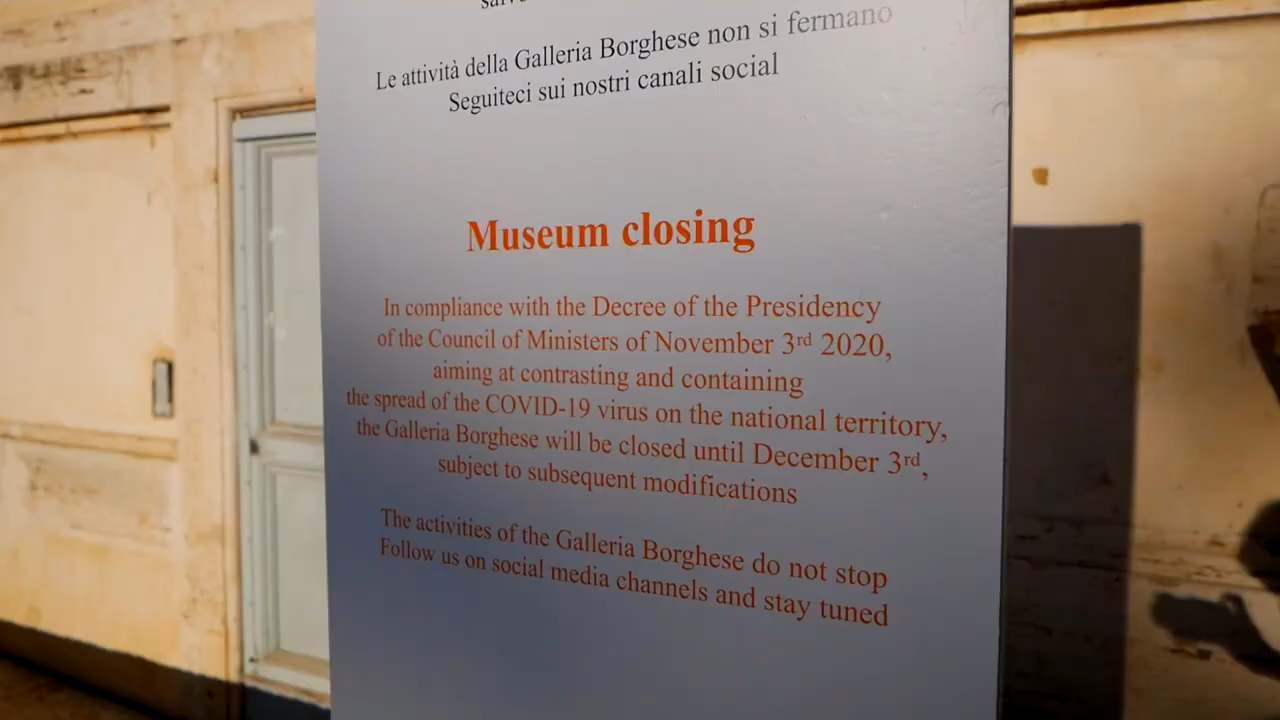 Le attività della Galleria Borghese non si fermano
Seguiteci sui nostri canali social
Museum closing
In compliance with the Decree of the Presidency
of the Council of Ministers of November 3rd 2020,
aiming at contrasting and containing
the spread of the COVID-19 virus on the national territory,
the Galleria Borghese will be closed until December 3rd,
subject to subsequent modifications
The activities of the Galleria Borghese do not stop
Follow us on social media channels and stay tuned